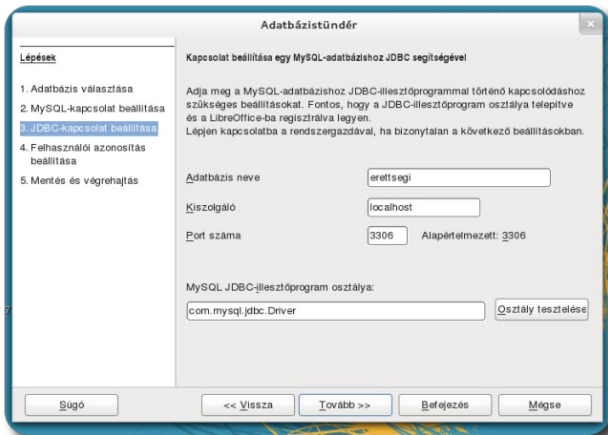 Adatbázistündér
Lépések
1. Adatbázis választása
2. MySQL-kapcsolat beállítása
3. JDBC-kapcsolat beállítása
4. Felhasználói azonosítás
beállítása
5. Mentés és végrehajtás
Kapcsolat beállítása egy MySQL-adatbázishoz JDBC segítségével
Adja meg a MySQL-adatbázishoz JDBC-illesztőprogrammal történő kapcsolódáshoz
szükséges beállításokat. Fontos, hogy a JDBC-illesztőprogram osztálya telepítve
és a LibreOffice-ba regisztrálva legyen.
Lépjen kapcsolatba a rendszergazdával, ha bizonytalan a következő beállításokban.
Adatbázis neve
erettsegi
Kiszolgáló
localhost
Port száma
3306
Alapértelmezett: 3306
MySQL JDBC-illesztőprogram osztálya:
com.mysql.jdbc.Driver
Osztály tesztelése
7
Súgó
<< Vissza
Tovább >>
Befejezés
Mégse